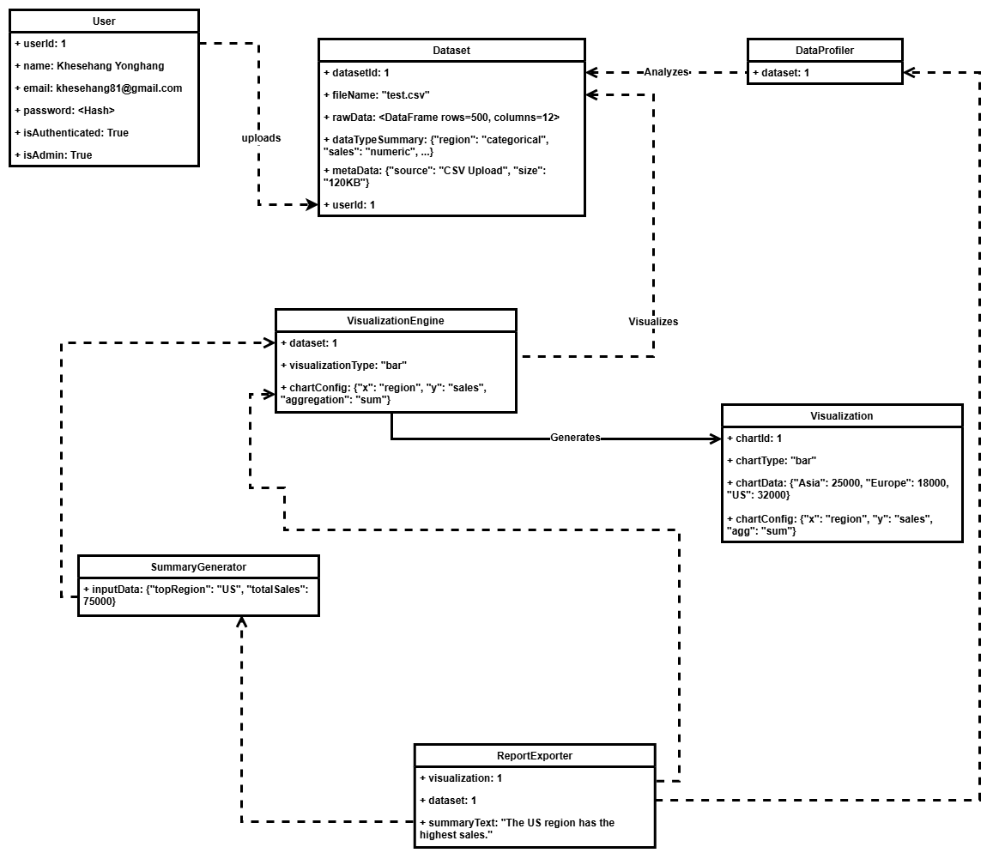 User
+ userId: 1
+ name: Khesehang Yonghang
+ email: khesehang81@gmail.com
+ password: <Hash>
+ isAuthenticated: True
+ isAdmin: True
uploads
Dataset
+ datasetId: 1
+ fileName: "test.csv"
+ rawData: <DataFrame rows=500, columns=12>
+ dataTypeSummary: {"region": "categorical",
"sales": "numeric", ...}
+ metaData: {"source": "CSV Upload", "size":
"120KB"}
+ userId: 1
Analyzes
DataProfiler
+ dataset: 1
Visualizes
VisualizationEngine
+ dataset: 1
+ visualizationType: "bar"
+ chartConfig: {"x": "region", "y": "sales",
"aggregation": "sum"}
Generates
Visualization
+ chartId: 1
+ chartType: "bar"
+ chartData: {"Asia": 25000, "Europe": 18000,
"US": 32000}
+ chartConfig: {"x": "region", "y": "sales",
"agg": "sum"}
SummaryGenerator
+ inputData: {"topRegion": "US", "totalSales":
75000}
ReportExporter
+ visualization: 1
+ dataset: 1
+ summaryText: "The US region has the
highest sales."